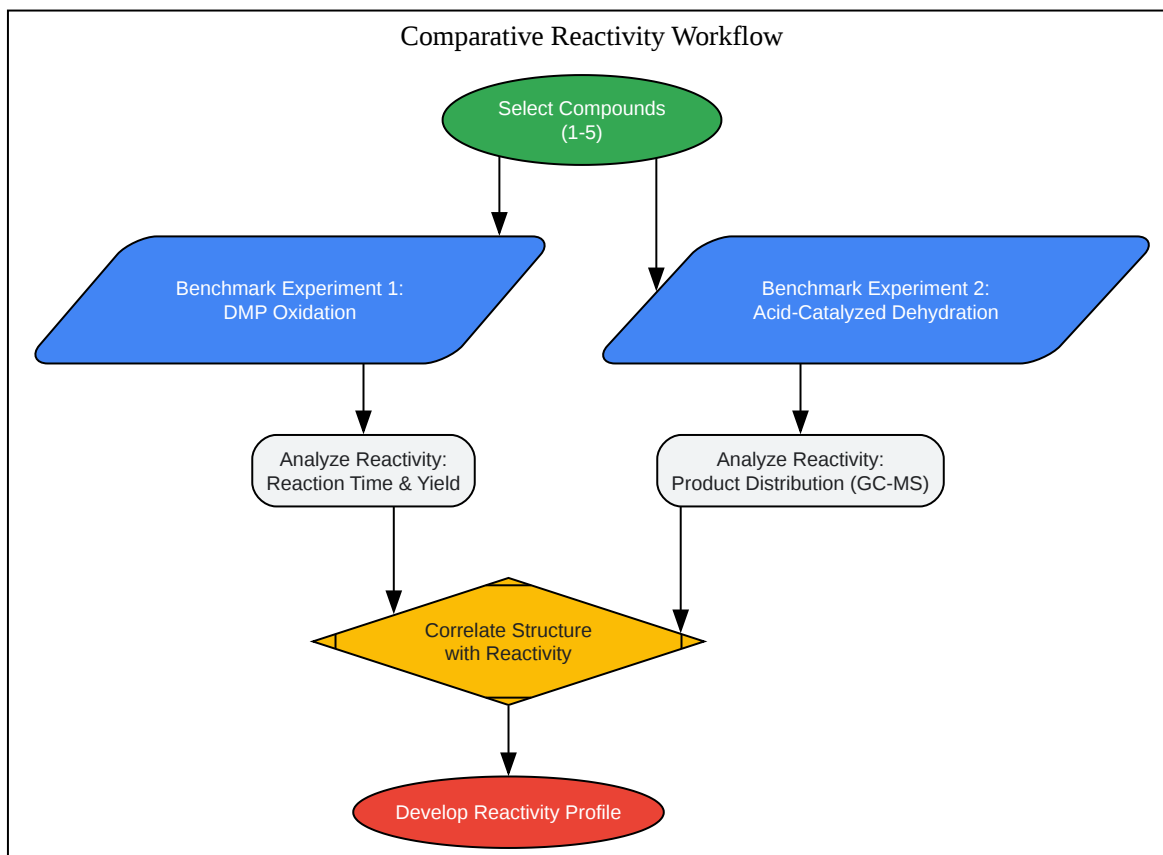 Comparative Reactivity Workflow
Select Compounds
(1-5)
Benchmark Experiment 1:
DMP Oxidation
Benchmark Experiment 2:
Acid-Catalyzed Dehydration
Analyze Reactivity:
Reaction Time & Yield
Analyze Reactivity:
Product Distribution (GC-MS)
Correlate Structure
with Reactivity
Develop Reactivity Profile